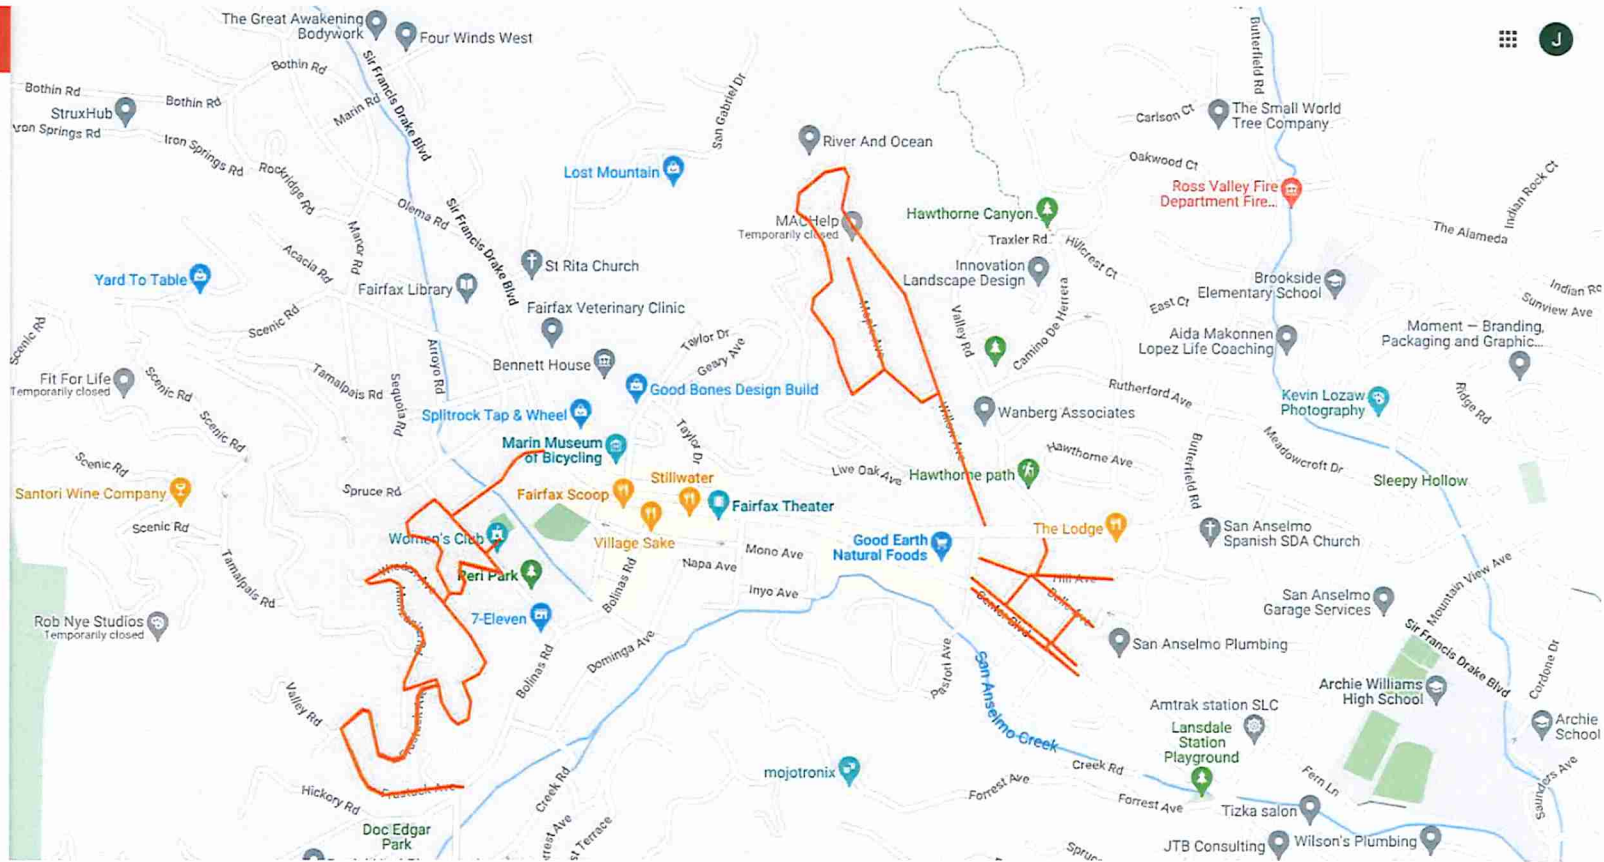 The Great Awakening
Bodywork
Four Winds West
J
Butterfield Rd
Bothin Rd
Sir Francis Drake Blvd
Bothin Rd
Bothin Rd
StruxHub
Marin Rd
San Gabriel Dr
Carlson Ct
The Small World
Tree Company
Iron Springs Rd
River And Ocean
Oakwood Ct
Lost Mountain
Rockridge Rd
Ross Valley Fire
Department Fire...
Indian Rock Ct
Olema Rd
Sir Francis Drake Blvd
MACHelp
Temporarily closed
Hawthorne Canyon
Traxler Rd
Hillcrest Ct
The Alameda
Manor Rd
Acacia Rd
St Rita Church
Innovation
Landscape Design
Yard To Table
Fairfax Library
Brookside
Elementary School
Indian
Sunview Ave
Scenic Rd
Scenic Rd
Fairfax Veterinary Clinic
Maple Ave
Valley Rd
Camino De Herrera
East Ct
Aida Makonnen
Lopez Life Coaching
Moment – Branding,
Packaging and Graphic...
Taylor Dr
Geary Ave
Arroyo Rd
Bennett House
Fit For Life
Temporarily closed
Scenic Rd
Tamalpais Rd
Sequoia Rd
Good Bones Design Build
Rutherford Ave
Kevin Lozaw
Photography
Ridge Rd
Splitrock Tap & Wheel
Wanberg Associates
Scenic Rd
Taylor Dr
Willow Ave
Marin Museum
of Bicycling
Hawthorne Ave
Butterfield Rd
Meadowcroft Dr
Scenic Rd
Live Oak Ave
Hawthorne path
Sleepy Hollow
Santori Wine Company
Spruce Rd
Stillwater
Fairfax Scoop
Fairfax Theater
Scenic Rd
Women's Club
Village Sake
The Lodge
San Anselmo
Spanish SDA Church
Good Earth
Natural Foods
Mono Ave
Napa Ave
Tamalpais Rd
Peri Park
Bolinas Rd
Inyo Ave
Hill Ave
Mountain View Ave
San Anselmo
Garage Services
Rob Nye Studios
Temporarily closed
7-Eleven
Center Blvd
Sir Francis Drake Blvd
San Anselmo Plumbing
Dominga Ave
Bolinas Rd
Pastori Ave
San Anselmo Creek
Cordone Dr
Valley Rd
Archie Williams
High School
Amtrak station SLC
Lansdale
Station
Playground
Archie
School
mojotronix
Creek Rd
Creek Rd
Forrest Ave
Forrest Ave
Fern Ln
Hickory Rd
Frustuck Ave
Tizka salon
Doc Edgar
Park
JTB Consulting
Wilson's Plumbing